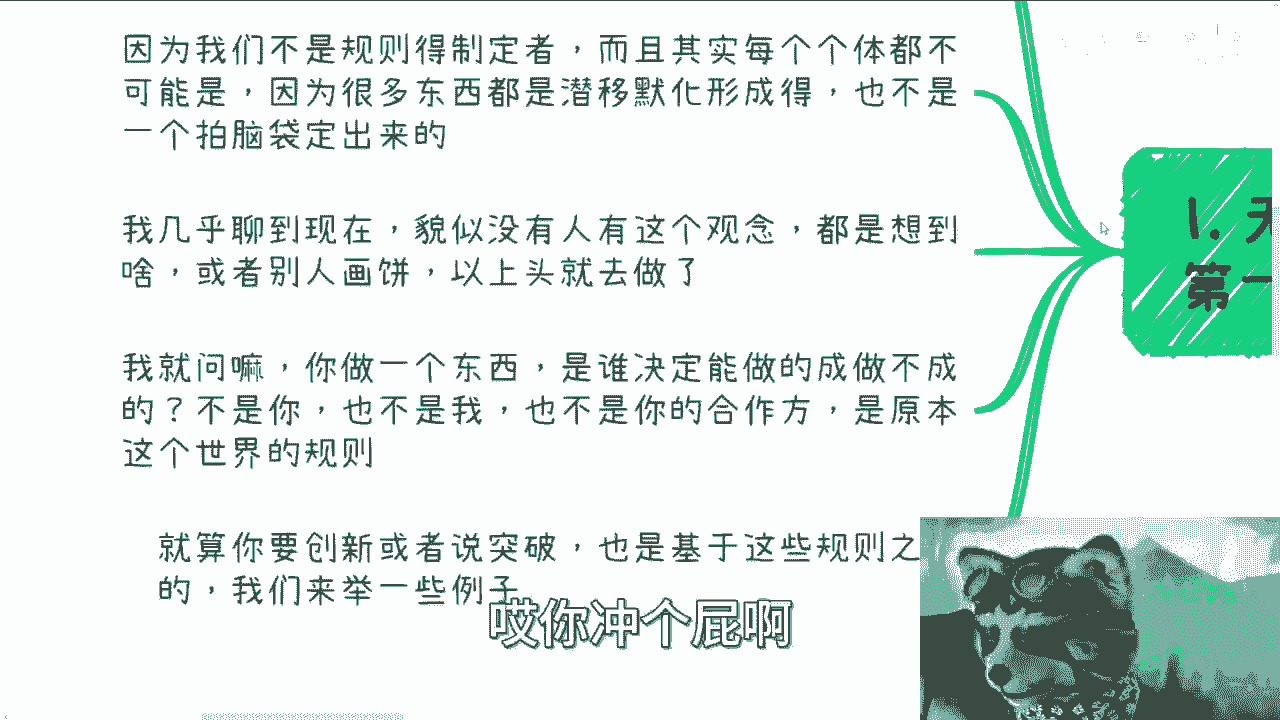 因为我们不是规则得制定者，而且其实每个个体都不
可能是，因为很多东西都是潜移默化形成得，也不是
一个拍脑袋定出来的
我几乎聊到现在，貌似没有人有这个观念，都是想到
啥，或者别人画饼，以上头就去做了
我就问嘛，你做一个东西，是谁决定能做的成做不成
的？不是你，也不是我，也不是你的合作方，是原本
这个世界的规则
就算你要创新或者说突破，也是基于这些规则之
的，我们来举一些例子
1.
第一
哎你冲个屁啊